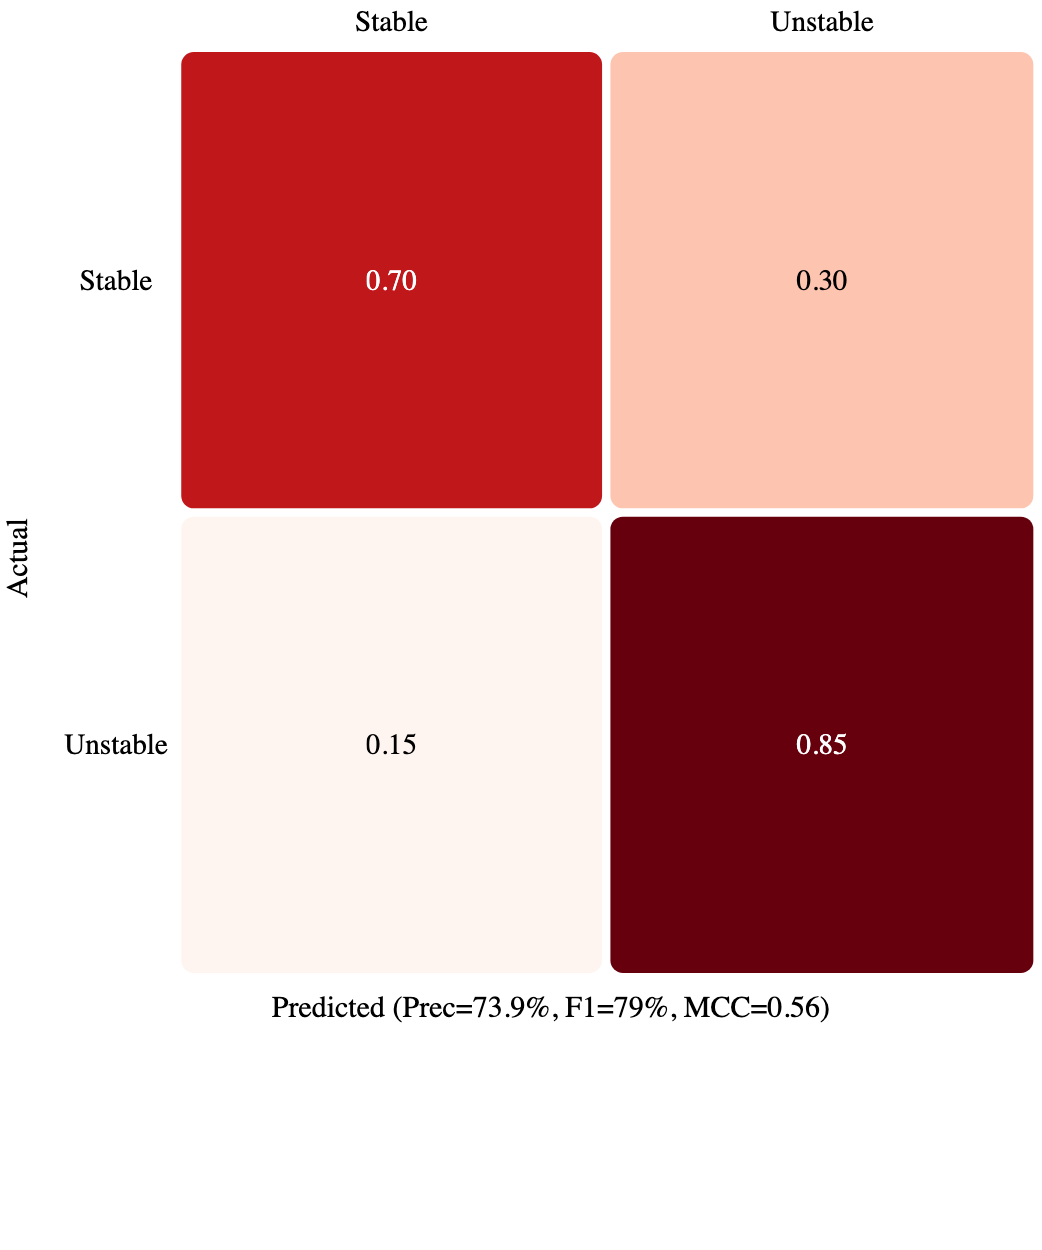 Stable Unstable
Stable 0.70 0.30
Actual
Unstable 0.15 0.85
Predicted (Prec=73.9%, F1=79%, MCC=0.56)